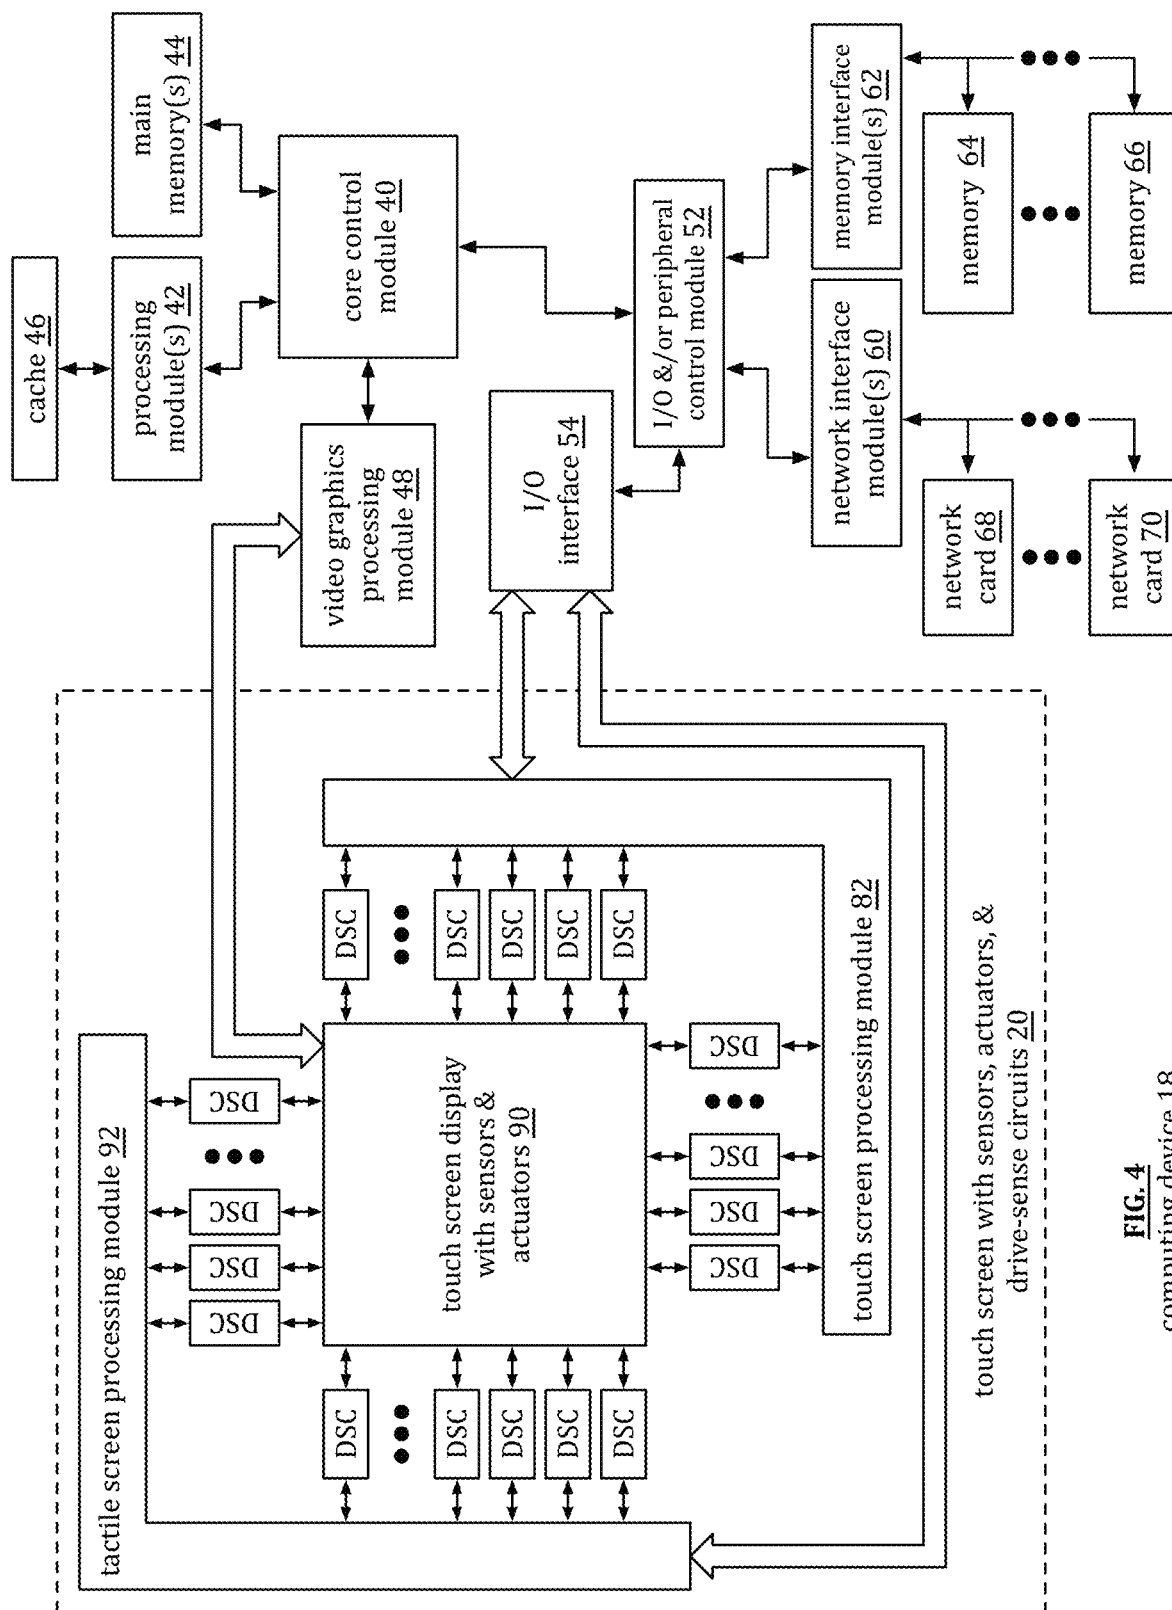 cache 46
processing
module(s) 42
main
memory(s) 44
core control
module 40
video graphics
processing
module 48
I/O
interface 54
I/O &/or peripheral
control module 52
network interface
module(s) 60
memory interface
module(s) 62
network
card 68
network
card 70
memory 64
memory 66
tactile screen processing module 92
DSC
DSC
DSC
DSC
DSC
DSC
DSC
DSC
DSC
touch screen display
with sensors &
actuators 90
DSC
DSC
DSC
DSC
DSC
DSC
DSC
DSC
DSC
touch screen processing module 82
touch screen with sensors, actuators, &
drive-sense circuits 20
FIG. 4
computing device 18